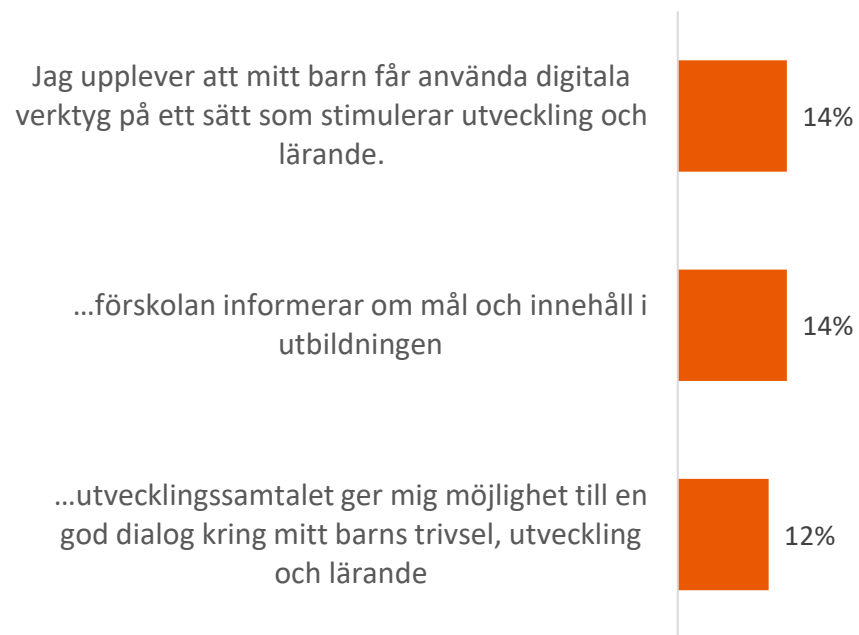 Jag upplever att mitt barn får använda digitala
verktyg på ett sätt som stimulerar utveckling och
lärande.
14%
...förskolan informerar om mål och innehåll i
utbildningen
14%
...utvecklingssamtalet ger mig möjlighet till en
god dialog kring mitt barns trivsel, utveckling
och lärande
12%